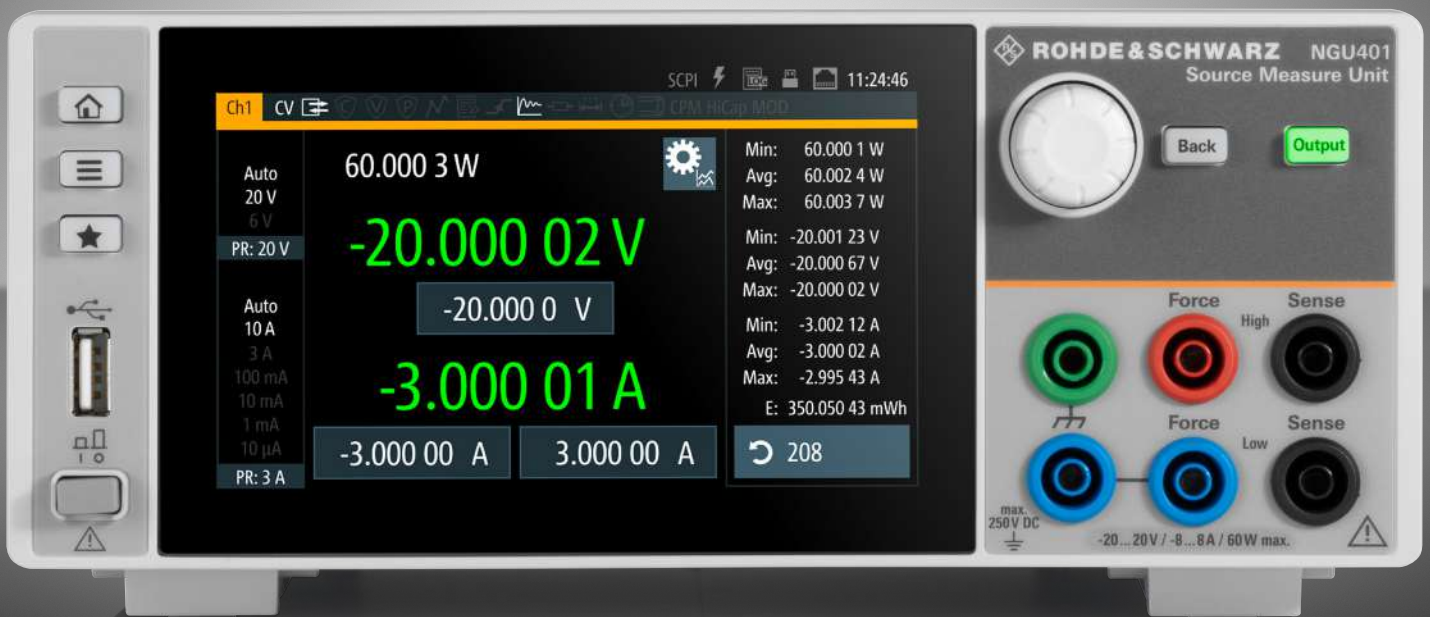 SCPI LOG 11:24:46
Ch1 CV C V P CPM HiCap MOD
Auto
20 V
6 V
PR: 20 V
Auto
10 A
3 A
100 mA
10 mA
1 mA
10 µA
PR: 3 A
60.000 3 W
-20.000 02 V
-20.000 0 V
-3.000 01 A
-3.000 00 A
3.000 00 A
Min: 60.000 1 W
Avg: 60.002 4 W
Max: 60.003 7 W
Min: -20.001 23 V
Avg: -20.000 67 V
Max: -20.000 02 V
Min: -3.002 12 A
Avg: -3.000 02 A
Max: -2.995 43 A
E: 350.050 43 mWh
208
R&S ROHDE&SCHWARZ NGU401
Source Measure Unit
Back
Output
Force
Sense
High
Force
Sense
Low
max.
250 V DC
-20...20 V / -8...8 A / 60 W max.